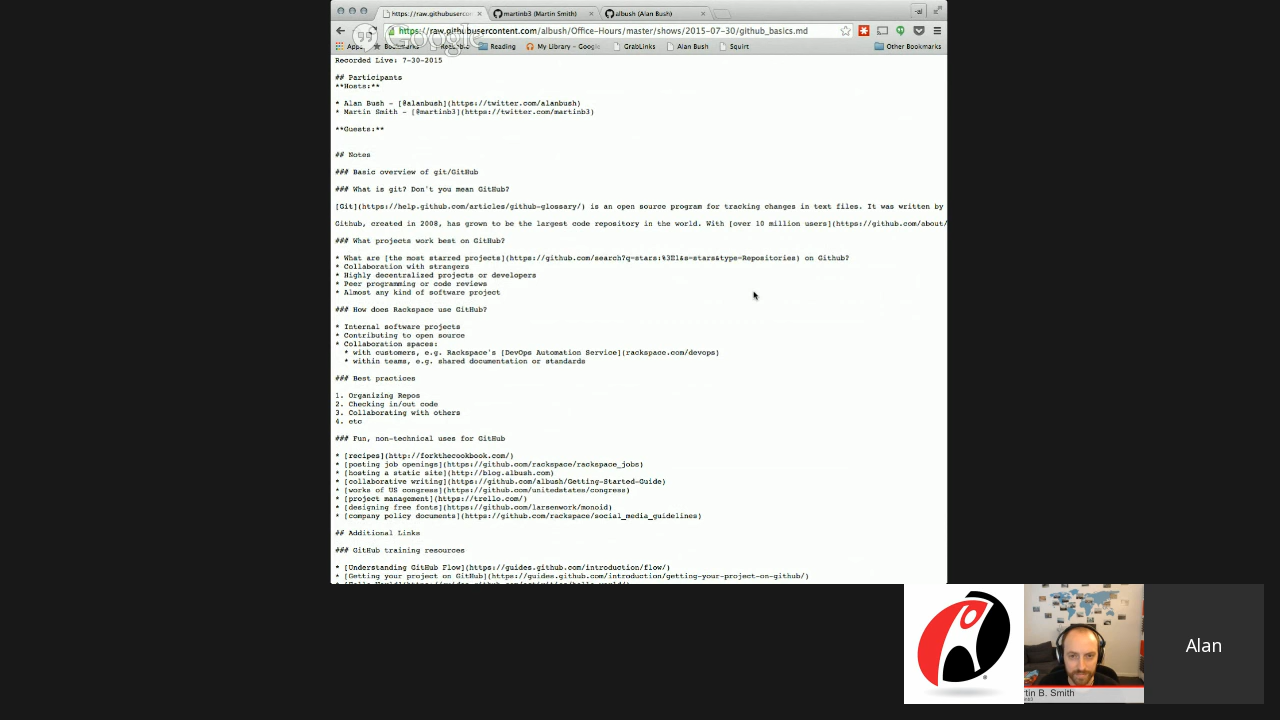 https://raw.githubuserco
martinb3 (Martin Smith)
albush (Alan Bush)
https://raw.githubusercontent.com/albush/Office-Hours/master/shows/2015-07-30/github_basics.md
Google
Reading
My Library – Google
GrabLinks
Alan Bush
Squirt
Other Bookmarks
Recorded Live: 7-30-2015
## Participants
**Hosts:**
* Alan Bush - [@alanbush](https://twitter.com/alanbush)
* Martin Smith - [@martinb3](https://twitter.com/martinb3)
**Guests:**
## Notes
### Basic overview of git/GitHub
### What is git? Don't you mean GitHub?
[Git](https://help.github.com/articles/github-glossary/) is an open source program for tracking changes in text files. It was written by
Github, created in 2008, has grown to be the largest code repository in the world. With [over 10 million users](https://github.com/about/
### What projects work best on GitHub?
* What are [the most starred projects](https://github.com/search?q=stars:%3E1&s=stars&type=Repositories) on Github?
* Collaboration with strangers
* Highly decentralized projects or developers
* Peer programming or code reviews
* Almost any kind of software project
### How does Rackspace use GitHub?
* Internal software projects
* Contributing to open source
* Collaboration spaces:
* with customers, e.g. Rackspace's [DevOps Automation Service](rackspace.com/devops)
* within teams, e.g. shared documentation or standards
### Best practices
1. Organizing Repos
2. Checking in/out code
3. Collaborating with others
4. etc
### Fun, non-technical uses for GitHub
* [recipes](http://forkthecookbook.com/)
* [posting job openings](https://github.com/rackspace/rackspace_jobs)
* [hosting a static site](http://blog.albush.com)
* [collaborative writing](https://github.com/albush/Getting-Started-Guide)
* [works of US congress](https://github.com/unitedstates/congress)
* [project management](https://trello.com/)
* [designing free fonts](https://github.com/larsenwork/monoid)
* [company policy documents](https://github.com/rackspace/social_media_guidelines)
## Additional Links
### GitHub training resources
* [Understanding GitHub Flow](https://guides.github.com/introduction/flow/)
* [Getting your project on GitHub](https://guides.github.com/introduction/getting-your-project-on-github/)
tin B. Smith
Alan